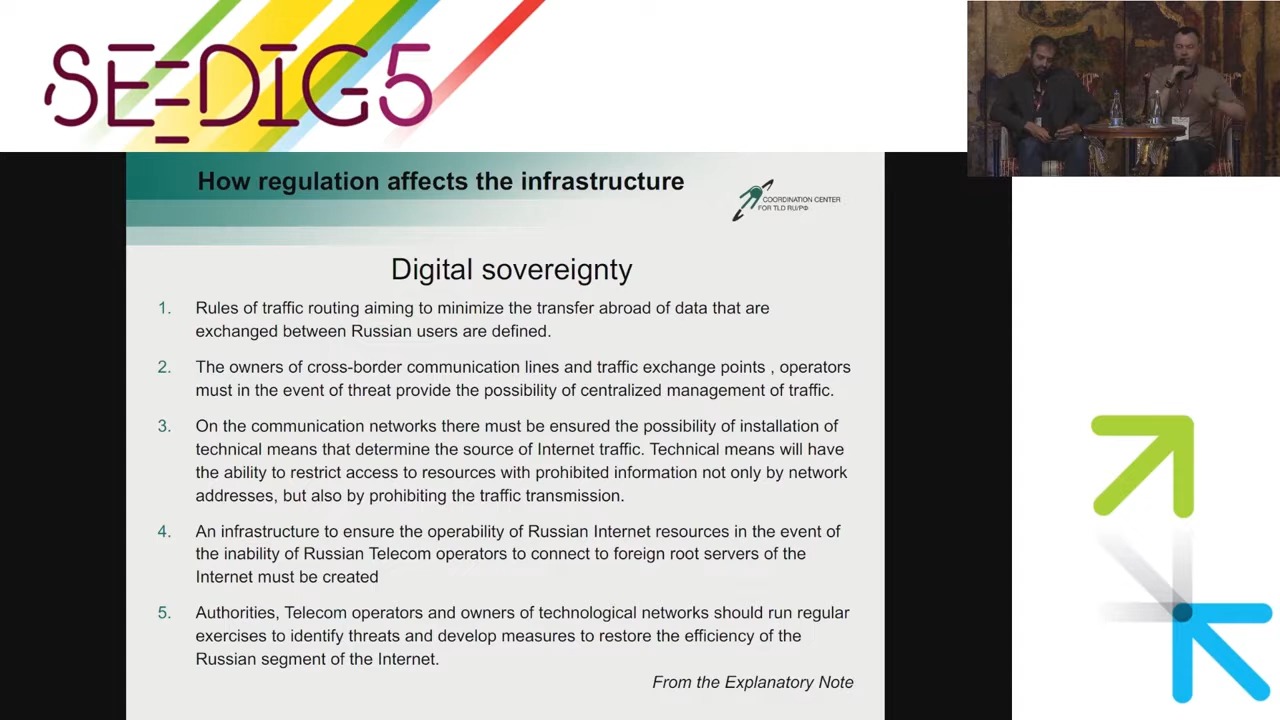 SEEDIG5
How regulation affects the infrastructure
COORDINATION CENTER
FOR TLD RU/РФ
Digital sovereignty
1. Rules of traffic routing aiming to minimize the transfer abroad of data that are
exchanged between Russian users are defined.
2. The owners of cross-border communication lines and traffic exchange points , operators
must in the event of threat provide the possibility of centralized management of traffic.
3. On the communication networks there must be ensured the possibility of installation of
technical means that determine the source of Internet traffic. Technical means will have
the ability to restrict access to resources with prohibited information not only by network
addresses, but also by prohibiting the traffic transmission.
4. An infrastructure to ensure the operability of Russian Internet resources in the event of
the inability of Russian Telecom operators to connect to foreign root servers of the
Internet must be created
5. Authorities, Telecom operators and owners of technological networks should run regular
exercises to identify threats and develop measures to restore the efficiency of the
Russian segment of the Internet.
From the Explanatory Note